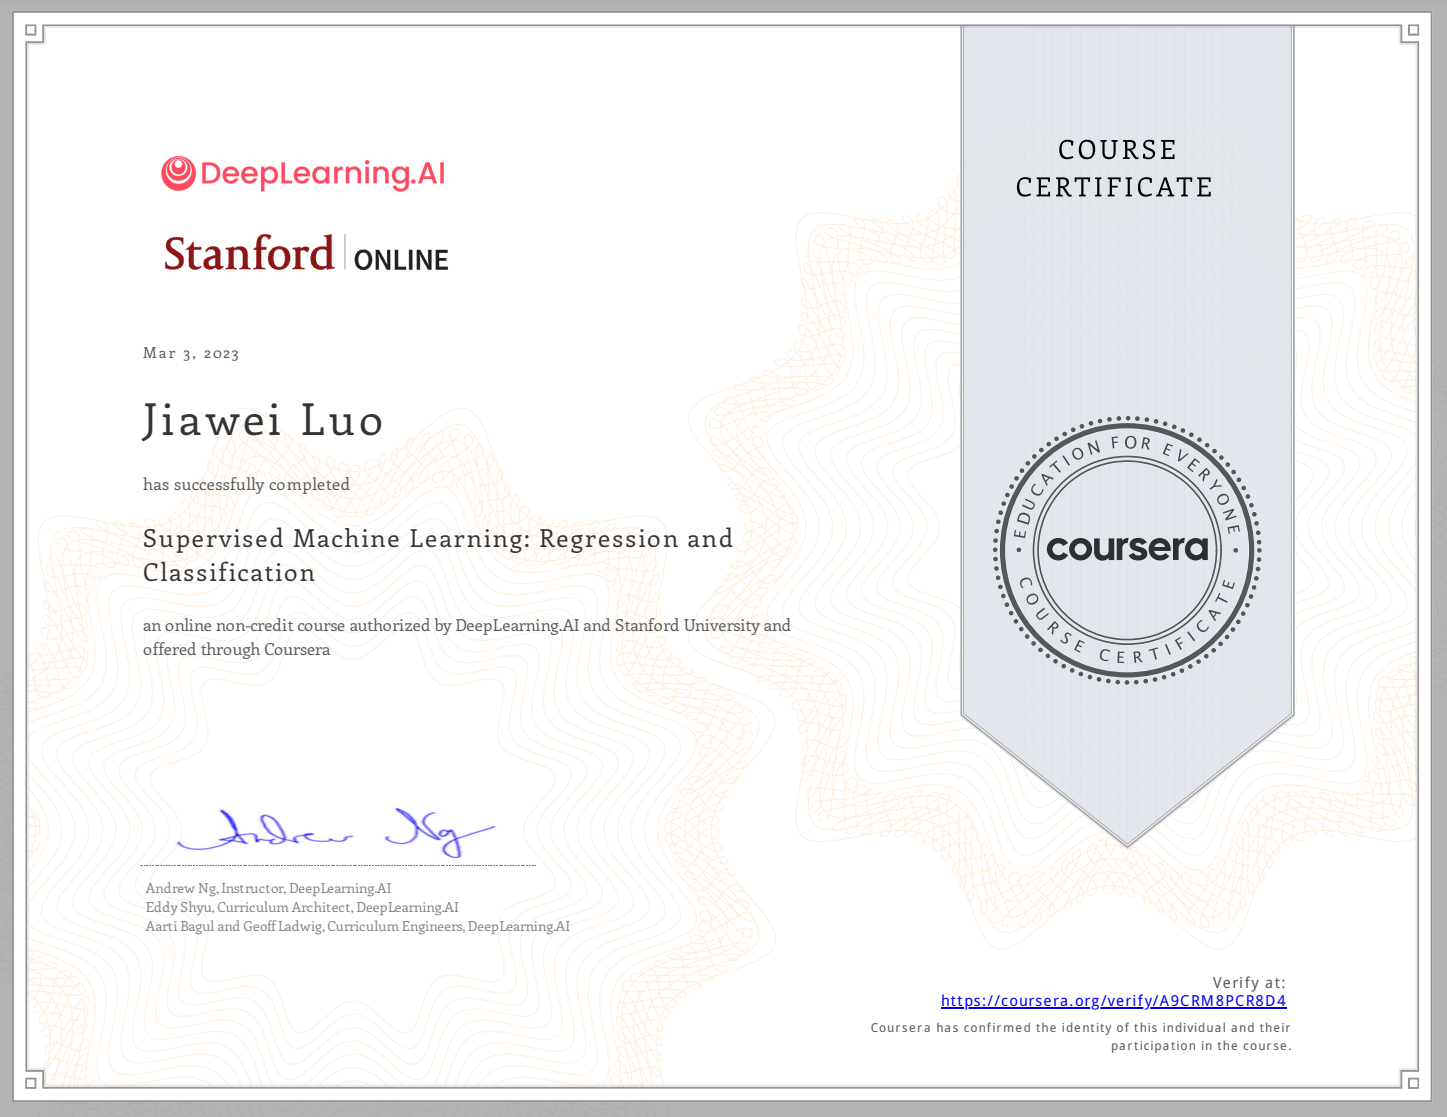 DeepLearning.AI
Stanford ONLINE
Mar 3, 2023
Jiawei Luo
has successfully completed
Supervised Machine Learning: Regression and
Classification
an online non-credit course authorized by DeepLearning.AI and Stanford University and
offered through Coursera
Andrew Ng
Andrew Ng, Instructor, DeepLearning.AI
Eddy Shyu, Curriculum Architect, DeepLearning.AI
Aarti Bagul and Geoff Ladwig, Curriculum Engineers, DeepLearning.AI
COURSE
CERTIFICATE
EDUCATION FOR EVERYONE
coursera
COURSE CERTIFICATE
Verify at:
https://coursera.org/verify/A9CRM8PCR8D4
Coursera has confirmed the identity of this individual and their
participation in the course.